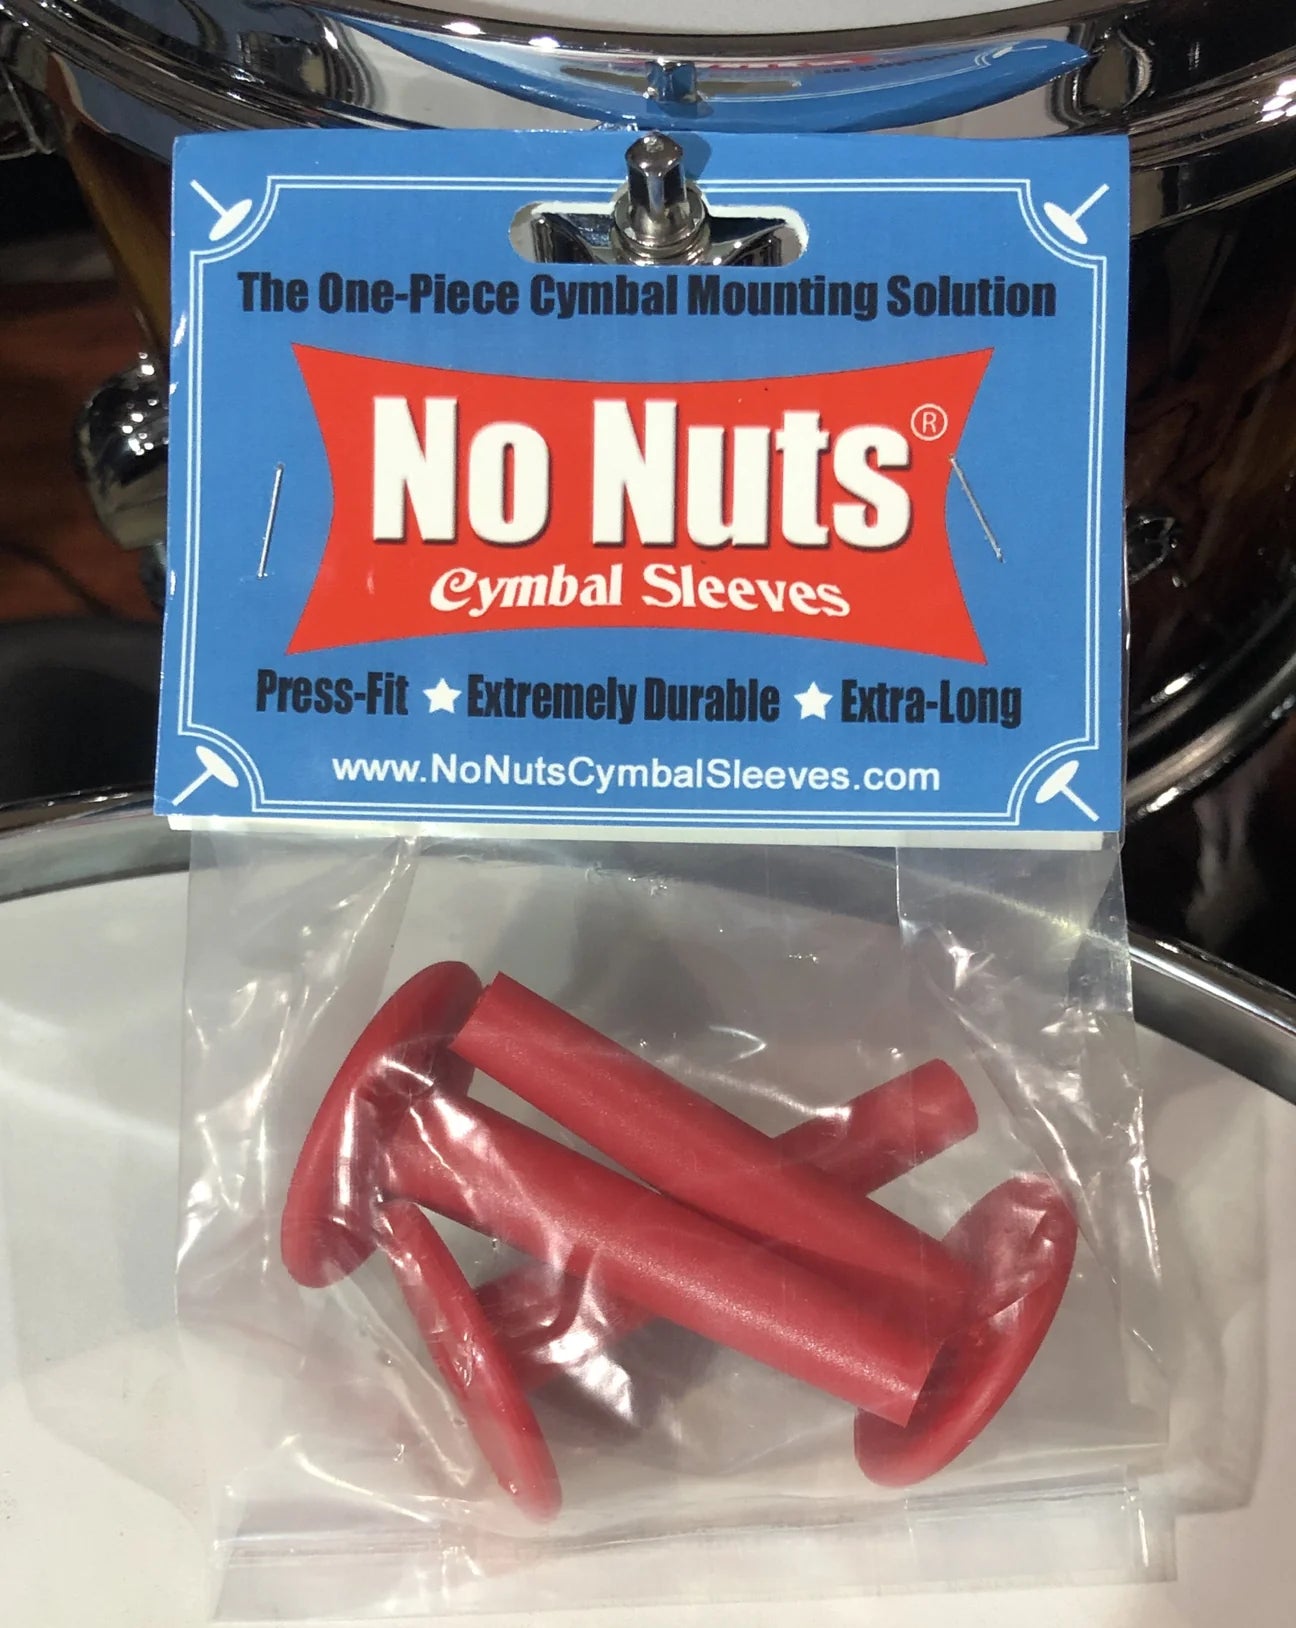 The One-Piece Cymbal Mounting Solution
No Nuts®
Cymbal Sleeves
Press-Fit ★ Extremely Durable ★ Extra-Long
www.NoNutsCymbalSleeves.com